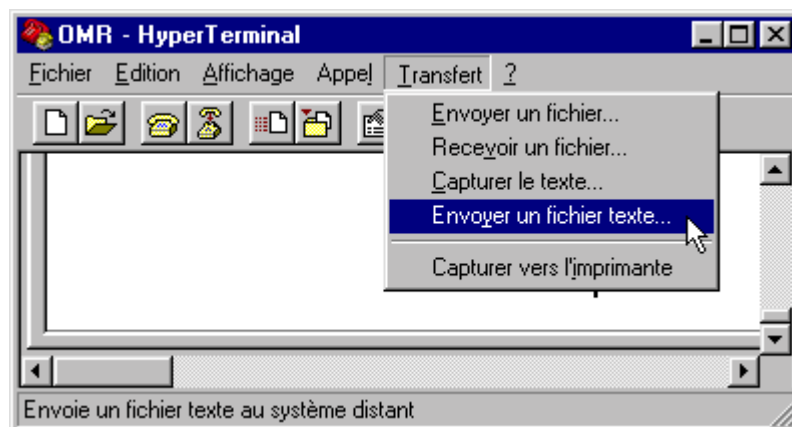 OMR - HyperTerminal
Fichier Edition Affichage Appel Transfert ?
Envoyer un fichier...
Recevoir un fichier...
Capturer le texte...
Envoyer un fichier texte...
Capturer vers l'imprimante
Envoie un fichier texte au système distant